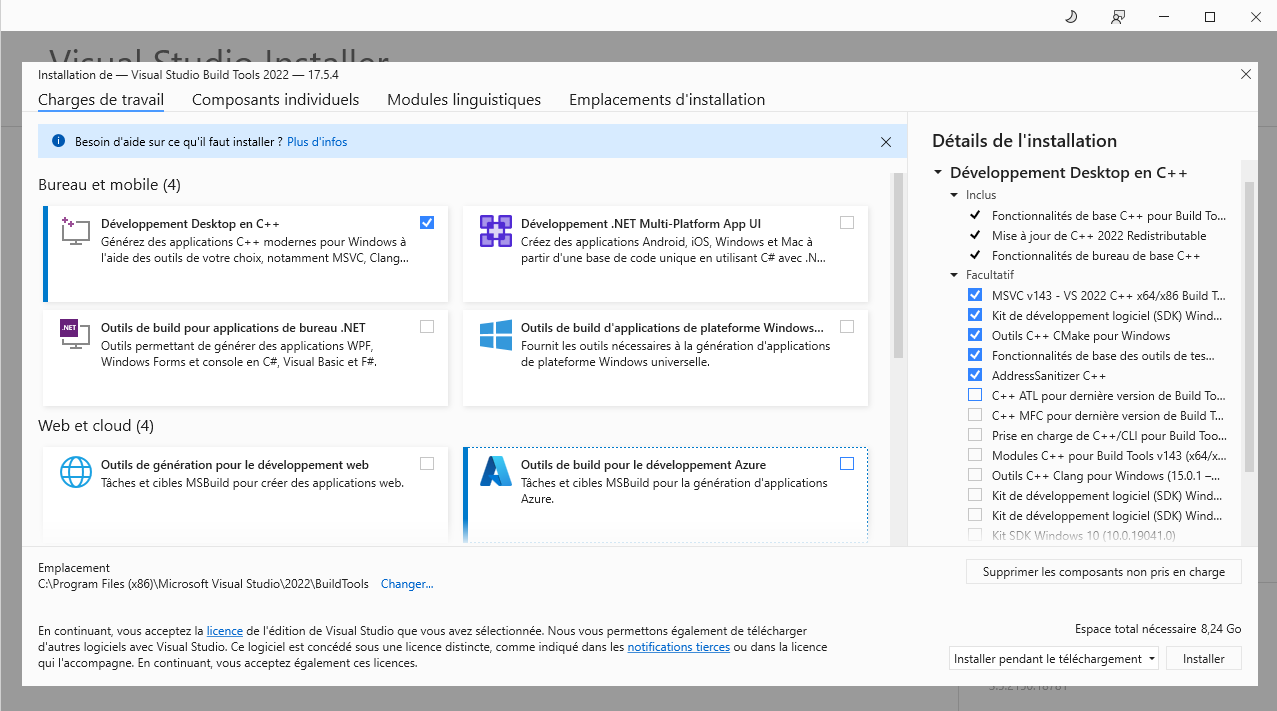 Visual Studio Installer
Installation de — Visual Studio Build Tools 2022 — 17.5.4
Charges de travail Composants individuels Modules linguistiques Emplacements d'installation
Besoin d'aide sur ce qu'il faut installer ? Plus d'infos
Bureau et mobile (4)
Développement Desktop en C++
Générez des applications C++ modernes pour Windows à
l'aide des outils de votre choix, notamment MSVC, Clang...
Développement .NET Multi-Platform App UI
Créez des applications Android, iOS, Windows et Mac à
partir d'une base de code unique en utilisant C# avec .N...
.NET
Outils de build pour applications de bureau .NET
Outils permettant de générer des applications WPF,
Windows Forms et console en C#, Visual Basic et F#.
Outils de build d'applications de plateforme Windows...
Fournit les outils nécessaires à la génération d'applications
de plateforme Windows universelle.
Web et cloud (4)
Outils de génération pour le développement web
Tâches et cibles MSBuild pour créer des applications web.
Outils de build pour le développement Azure
Tâches et cibles MSBuild pour la génération d'applications
Azure.
Détails de l'installation
Développement Desktop en C++
Inclus
Fonctionnalités de base C++ pour Build To...
Mise à jour de C++ 2022 Redistributable
Fonctionnalités de bureau de base C++
Facultatif
MSVC v143 - VS 2022 C++ x64/x86 Build T...
Kit de développement logiciel (SDK) Wind...
Outils C++ CMake pour Windows
Fonctionnalités de base des outils de tes...
AddressSanitizer C++
C++ ATL pour dernière version de Build To...
C++ MFC pour dernière version de Build T...
Prise en charge de C++/CLI pour Build Too...
Modules C++ pour Build Tools v143 (x64/x...
Outils C++ Clang pour Windows (15.0.1 –...
Kit de développement logiciel (SDK) Wind...
Kit de développement logiciel (SDK) Wind...
Kit SDK Windows 10 (10.0.19041.0)
Emplacement
C:\Program Files (x86)\Microsoft Visual Studio\2022\BuildTools Changer...
Supprimer les composants non pris en charge
En continuant, vous acceptez la licence de l'édition de Visual Studio que vous avez sélectionnée. Nous vous permettons également de télécharger
d'autres logiciels avec Visual Studio. Ce logiciel est concédé sous une licence distincte, comme indiqué dans les notifications tierces ou dans la licence
qui l'accompagne. En continuant, vous acceptez également ces licences.
Espace total nécessaire 8,24 Go
Installer pendant le téléchargement Installer